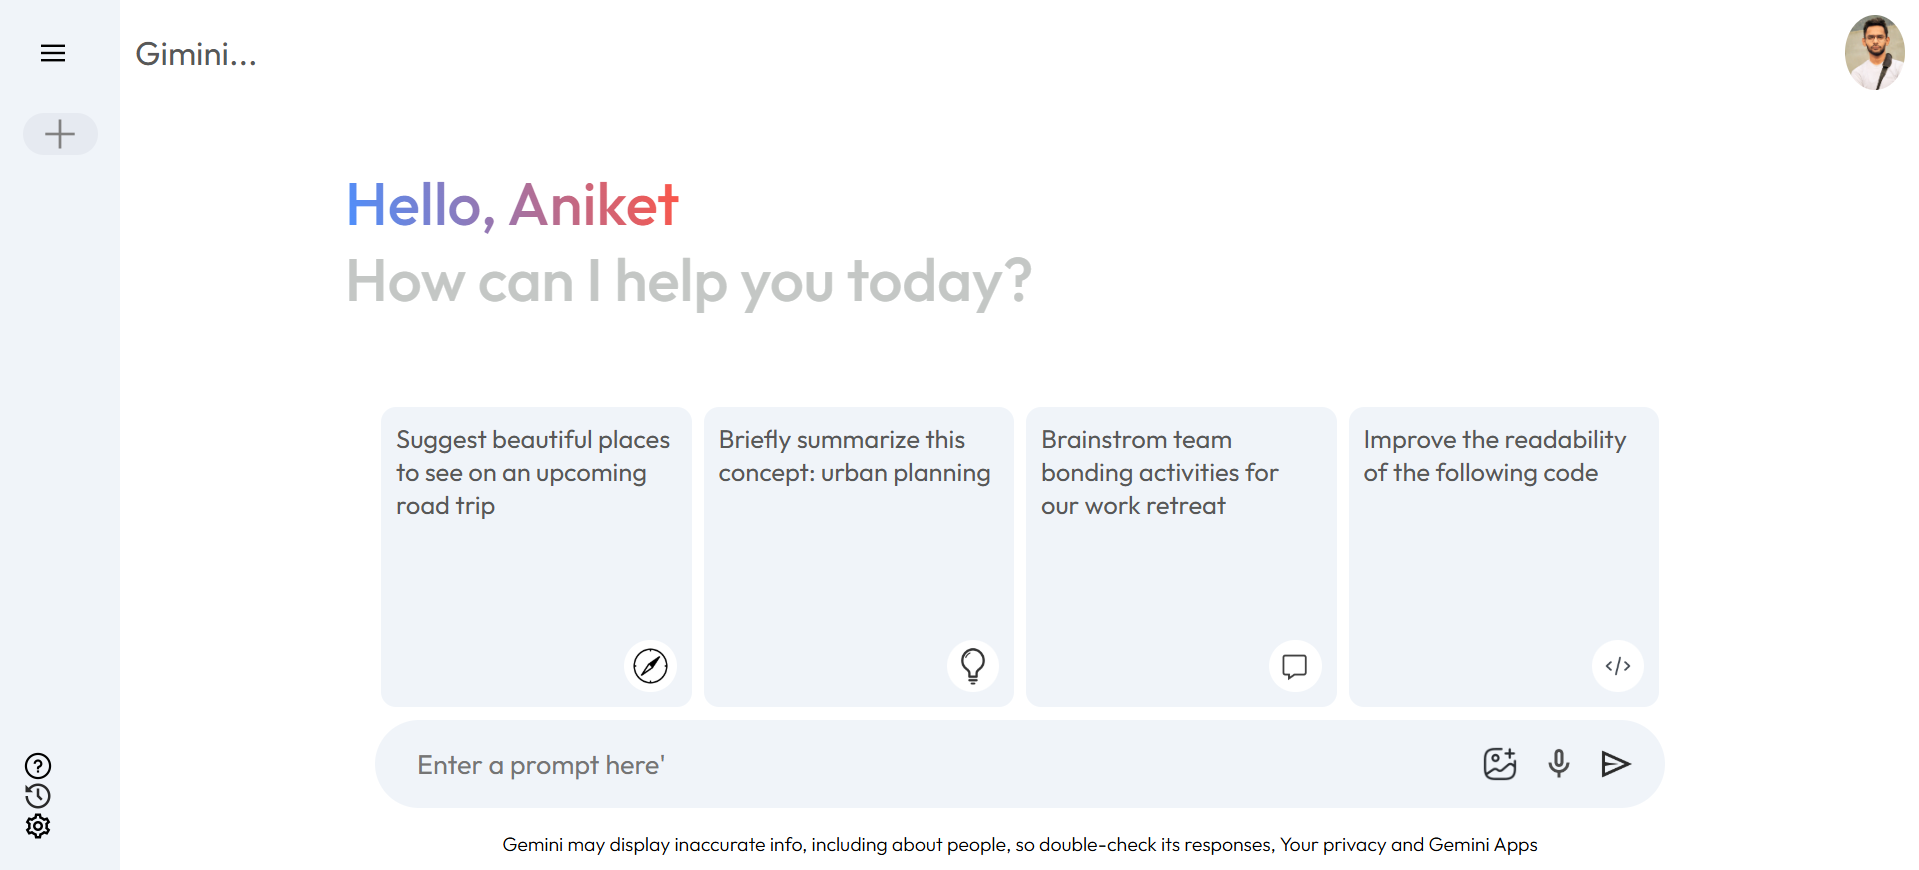 Gimini...
Hello, Aniket
How can I help you today?
Suggest beautiful places
to see on an upcoming
road trip
Briefly summarize this
concept: urban planning
Brainstrom team
bonding activities for
our work retreat
Improve the readability
of the following code
Enter a prompt here'
Gemini may display inaccurate info, including about people, so double-check its responses, Your privacy and Gemini Apps